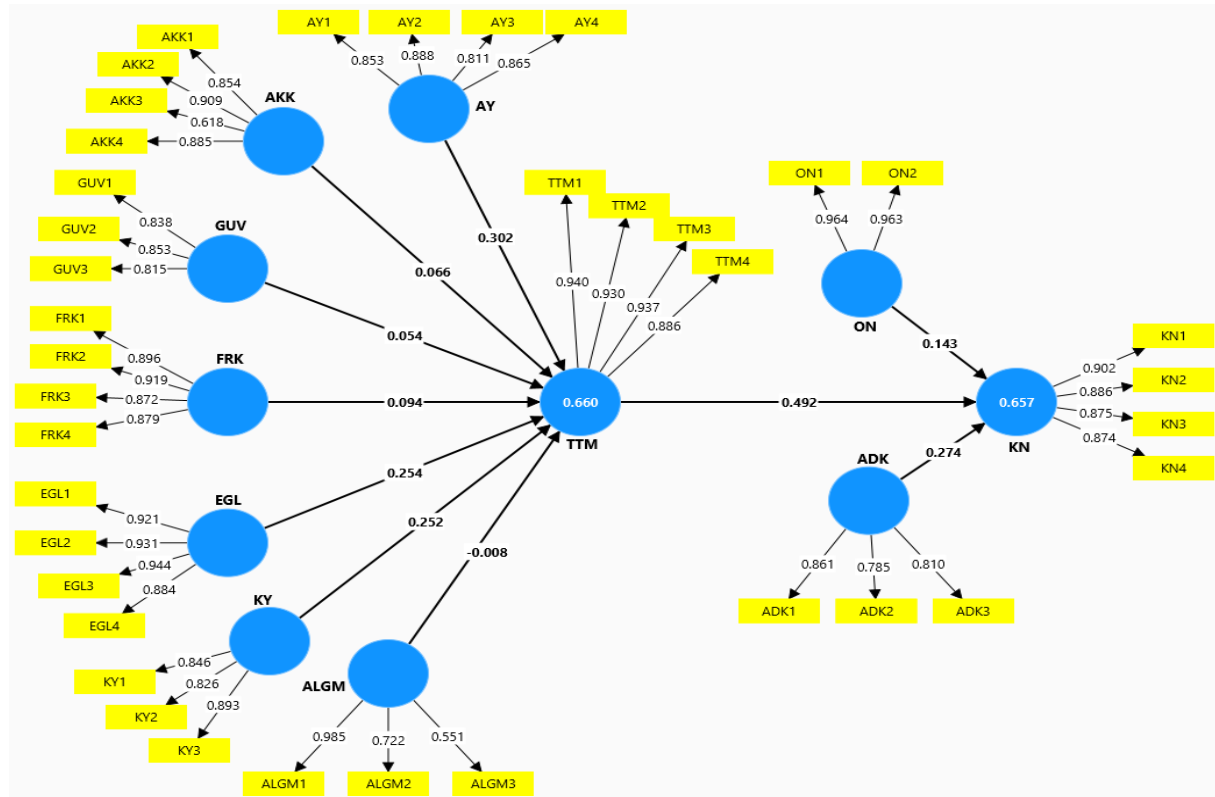 AY1
AY2
AY3
AY4
0.853
0.888
0.811
0.865
AY
AKK1
AKK2
AKK3
AKK4
0.854
0.909
0.618
0.885
AKK
GUV1
GUV2
GUV3
0.838
0.853
0.815
GUV
FRK1
FRK2
FRK3
FRK4
0.896
0.919
0.872
0.879
FRK
EGL1
EGL2
EGL3
EGL4
0.921
0.931
0.944
0.884
EGL
KY
0.846
0.826
0.893
KY1
KY2
KY3
ALGM
0.985
0.722
0.551
ALGM1
ALGM2
ALGM3
0.302
0.066
0.054
0.094
0.254
0.252
-0.008
TTM1
TTM2
TTM3
TTM4
0.940
0.930
0.937
0.886
0.660
TTM
0.492
ON1
ON2
0.964
0.963
ON
0.143
ADK
0.274
0.861
0.785
0.810
ADK1
ADK2
ADK3
0.657
KN
0.902
0.886
0.875
0.874
KN1
KN2
KN3
KN4